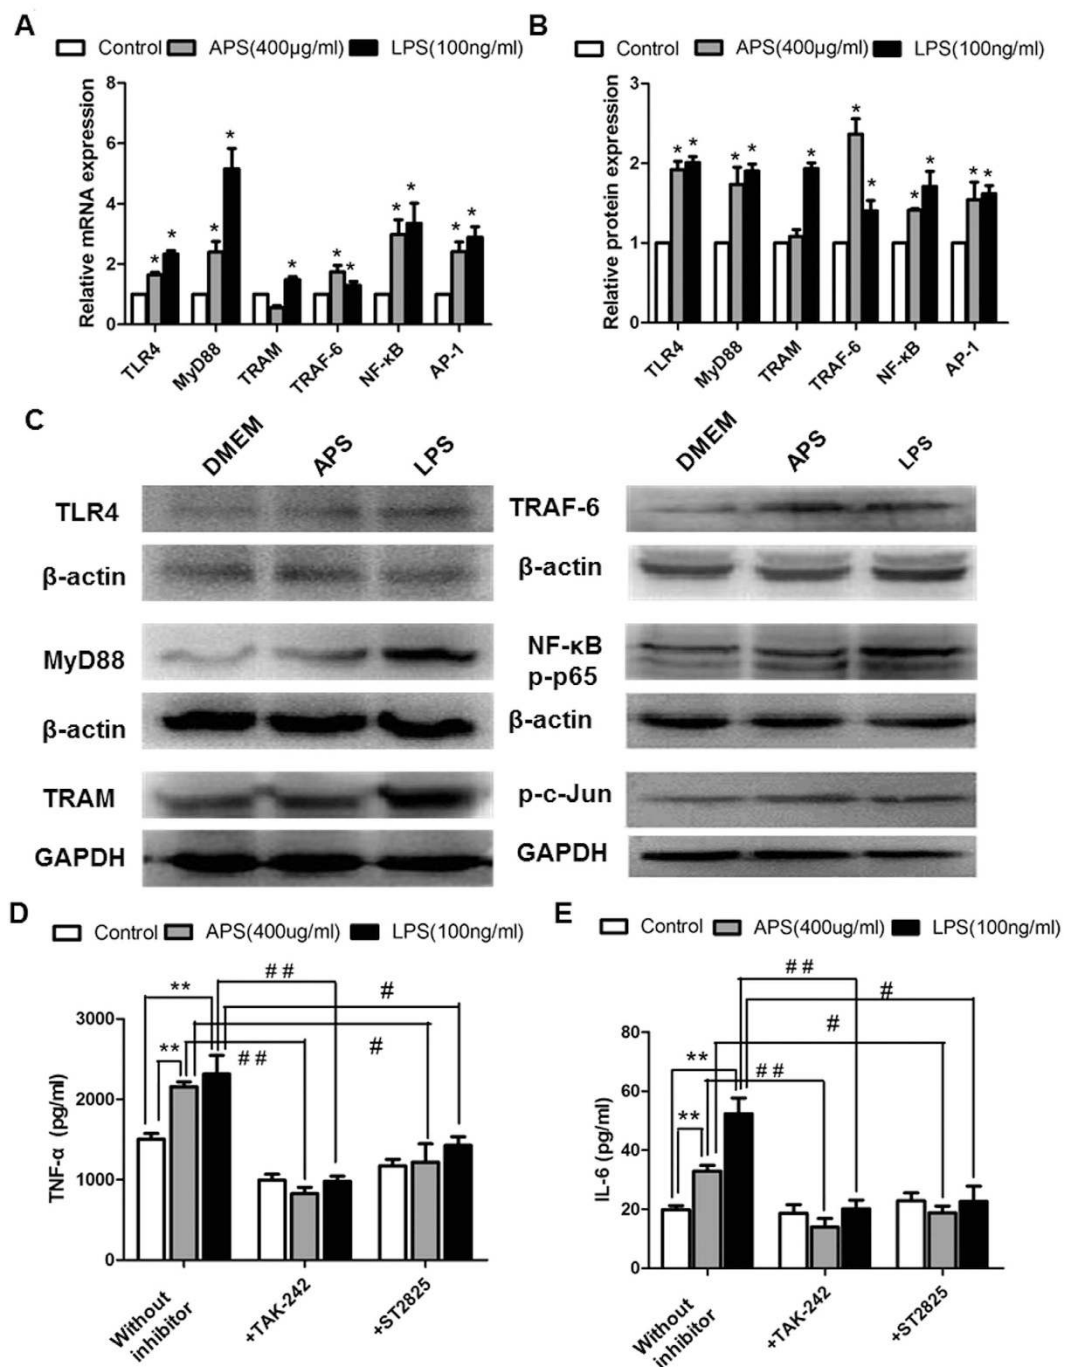 A
Control APS(400µg/ml) LPS(100ng/ml)
Relative mRNA expression
8
6
4
2
0
* * * * * * * * * * *
TLR4 MyD88 TRAM TRAF-6 NF-κB AP-1
B
Control APS(400µg/ml) LPS(100ng/ml)
Relative protein expression
3
2
1
0
* * * * * * * * * * *
TLR4 MyD88 TRAM TRAF-6 NF-κB AP-1
C
DMEM APS LPS
TLR4
β-actin
MyD88
β-actin
TRAM
GAPDH
DMEM APS LPS
TRAF-6
β-actin
NF-κB
p-p65
β-actin
p-c-Jun
GAPDH
D
Control APS(400ug/ml) LPS(100ng/ml)
TNF-α (pg/ml)
3000
2000
1000
0
# #
** #
** # # #
Without
inhibitor
+TAK-242
+ST2825
E
Control APS(400ug/ml) LPS(100ng/ml)
IL-6 (pg/ml)
80
60
40
20
0
# #
#
#
** # #
**
Without
inhibitor
+TAK-242
+ST2825